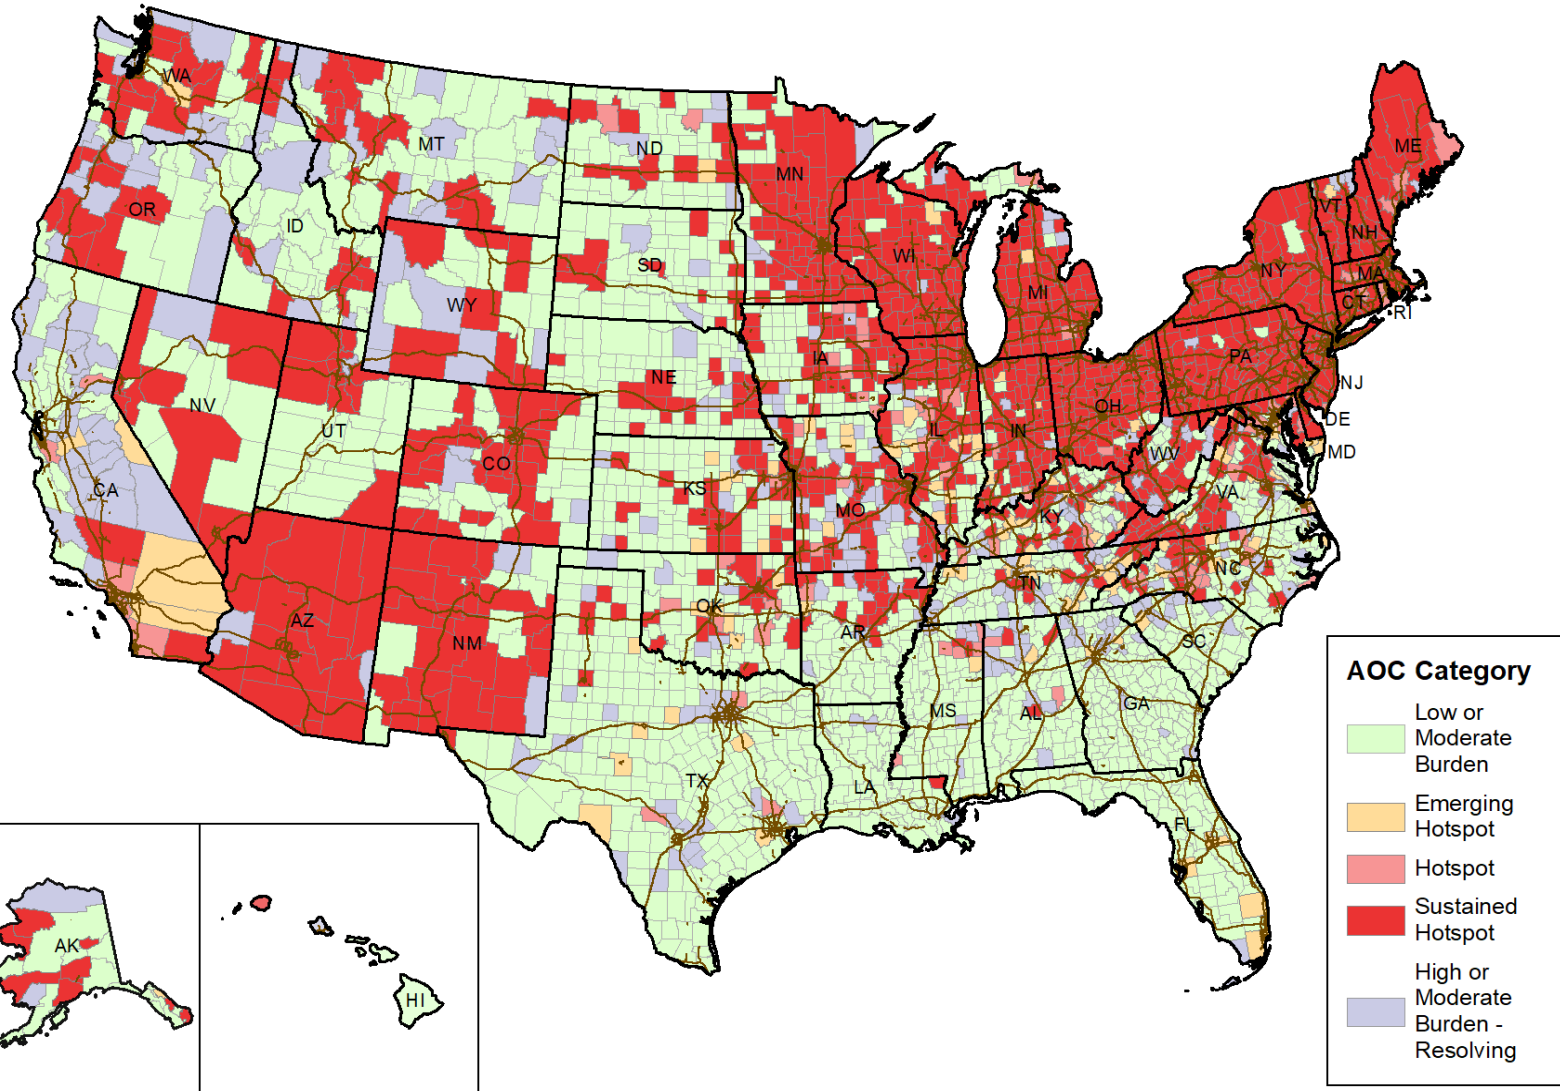 WA
MT
ND
MN
ME
OR
ID
SD
WI
VT
NH
WY
MI
NY
MA
CT
RI
NV
NE
IA
PA
NJ
UT
CO
IL
IN
OH
DE
MD
CA
KS
MO
WV
KY
VA
AZ
NM
OK
AR
TN
NC
SC
TX
LA
MS
AL
GA
FL
AK
HI
AOC Category
Low or
Moderate
Burden
Emerging
Hotspot
Hotspot
Sustained
Hotspot
High or
Moderate
Burden -
Resolving